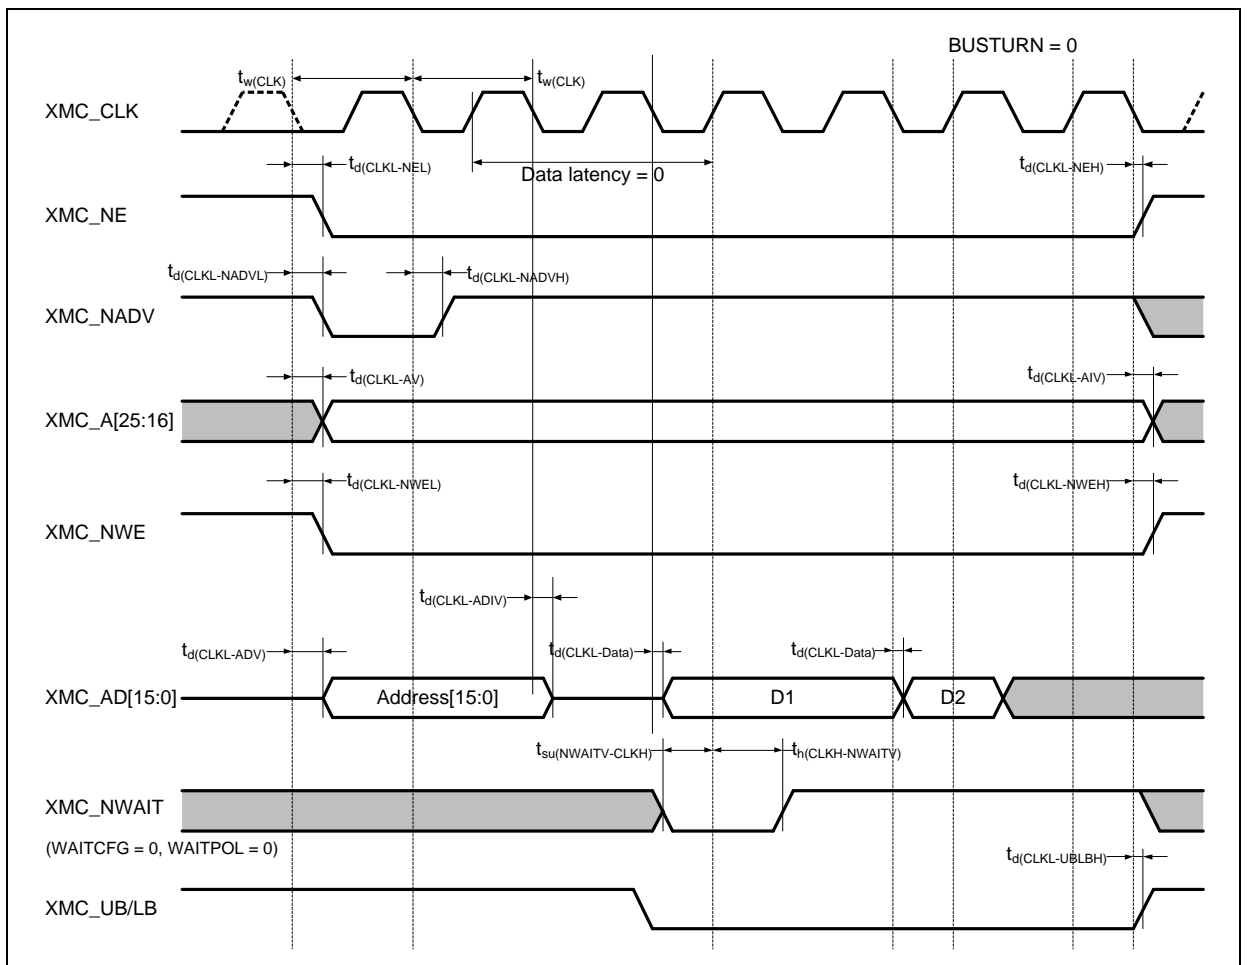 BUSTURN = 0
tw(CLK) tw(CLK)
XMC_CLK
td(CLKL-NEL) Data latency = 0 td(CLKL-NEH)
XMC_NE
td(CLKL-NADVL) td(CLKL-NADVH)
XMC_NADV
td(CLKL-AV) td(CLKL-AIV)
XMC_A[25:16]
td(CLKL-NWEL) td(CLKL-NWEH)
XMC_NWE
td(CLKL-ADIV)
td(CLKL-ADV) td(CLKL-Data) td(CLKL-Data)
XMC_AD[15:0] Address[15:0] D1 D2
tsu(NWAITV-CLKH) th(CLKH-NWAITV)
XMC_NWAIT
(WAITCFG = 0, WAITPOL = 0)
td(CLKL-UBLBH)
XMC_UB/LB